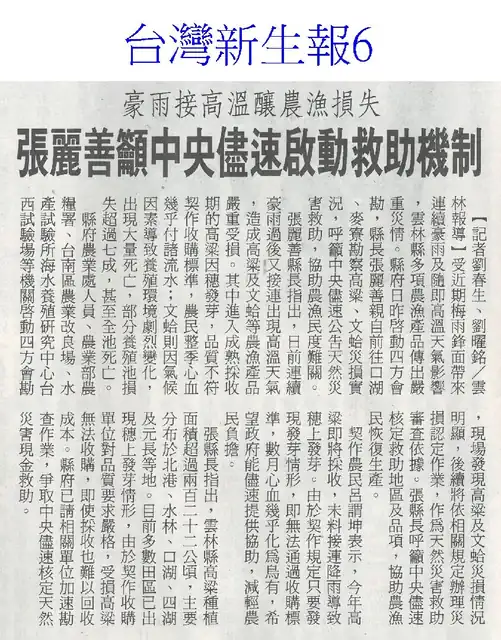 台灣新生報6
豪雨接高溫釀農漁損失
張麗善籲中央儘速啟動救助機制
【記者劉春生、劉曜銘／雲
林報導】受近期梅雨鋒面帶來
連續豪雨及隨即高溫天氣影響
，雲林縣多項農漁產品傳出嚴
重災情。縣府日昨啓動四方會
勘，縣長張麗善親自前往口湖
、麥寮勘察高粱、文蛤災損實
況，呼籲中央儘速公告天然災
害救助，協助農漁民度難關。
張麗善縣長指出，日前連續
豪雨過後又接連出現高溫天氣
，造成高粱及文蛤等農漁產品
嚴重受損。其中進入成熟採收
期的高粱因穗發芽，品質不符
契作收購標準，農民整季心血
幾乎付諸流水；文蛤則因氣候
因素導致養殖環境劇烈變化，
出現大量死亡，部分養殖池損
失超過七成，甚至全池死亡。
縣府農業處人員、農業部農
糧署、台南區農業改良場、水
產試驗所海水養殖研究中心台
西試驗場等機關啓動四方會勘
，現場發現高粱及文蛤災損情況
明顯，後續將依相關規定辦理災
損認定作業，作為天然災害救助
審查依據。張縣長呼籲中央儘速
核定救助地區及品項，協助農漁
民恢復生產。
契作農民呂謂坤表示，今年高
粱即將採收，未料接連降雨導致
穗上發芽。由於契作規定只要發
現發芽情形，即無法通過收購標
準，數月心血幾乎化為烏有，希
望政府能儘速提供協助，減輕農
民負擔。
張縣長指出，雲林縣高粱種植
面積超過兩百二十二公頃，主要
分布於北港、水林、口湖、四湖
及元長等地。目前多數田區已出
現穗上發芽情形，由於契作收購
單位對品質要求嚴格，受損高粱
無法收購，即使採收也難以回收
成本。縣府已請相關單位加速勘
查作業，爭取中央儘速核定天然
災害現金救助。